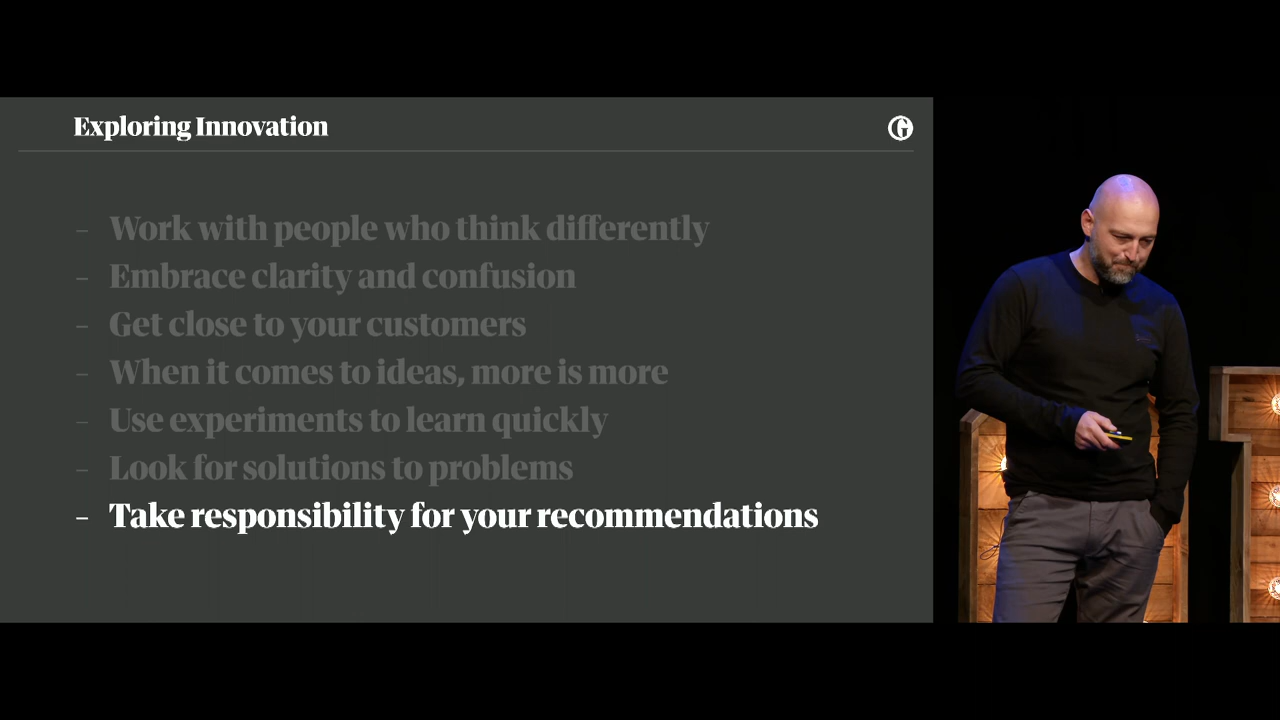 Exploring Innovation
– Work with people who think differently
– Embrace clarity and confusion
– Get close to your customers
– When it comes to ideas, more is more
– Use experiments to learn quickly
– Look for solutions to problems
– Take responsibility for your recommendations